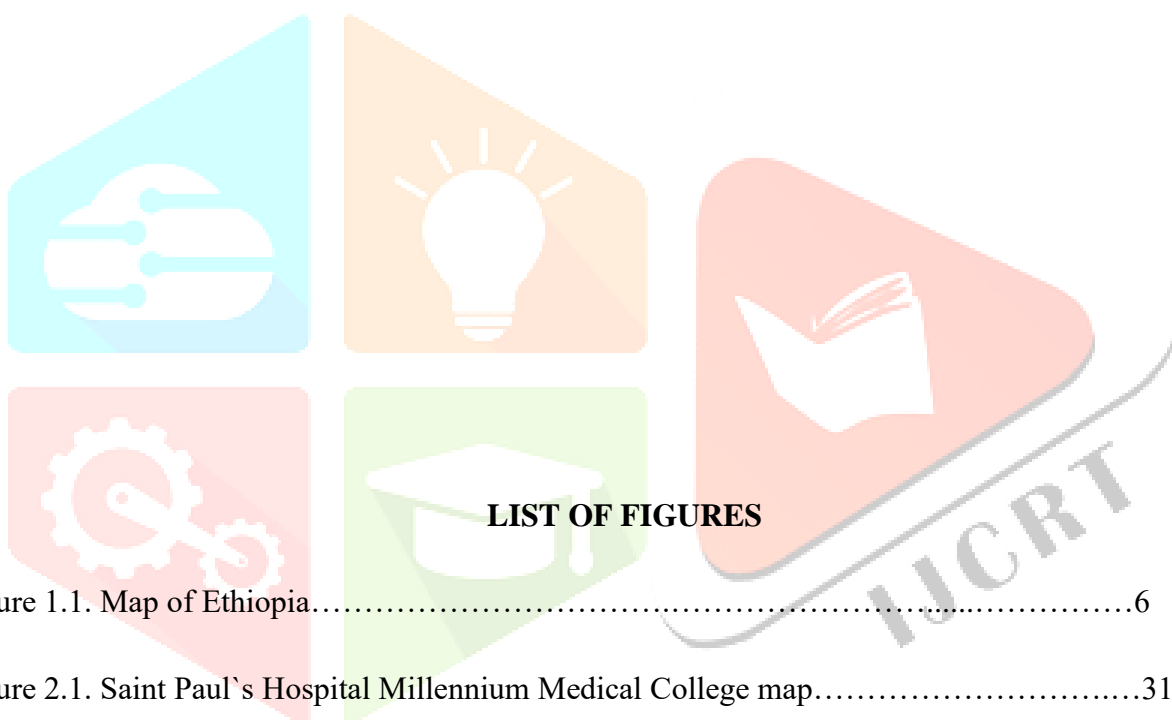 LIST OF FIGURES
ure 1.1. Map of Ethiopia…………………………….……………………....……………6
ure 2.1. Saint Paul`s Hospital Millennium Medical College map……………………….…31
IJCRT